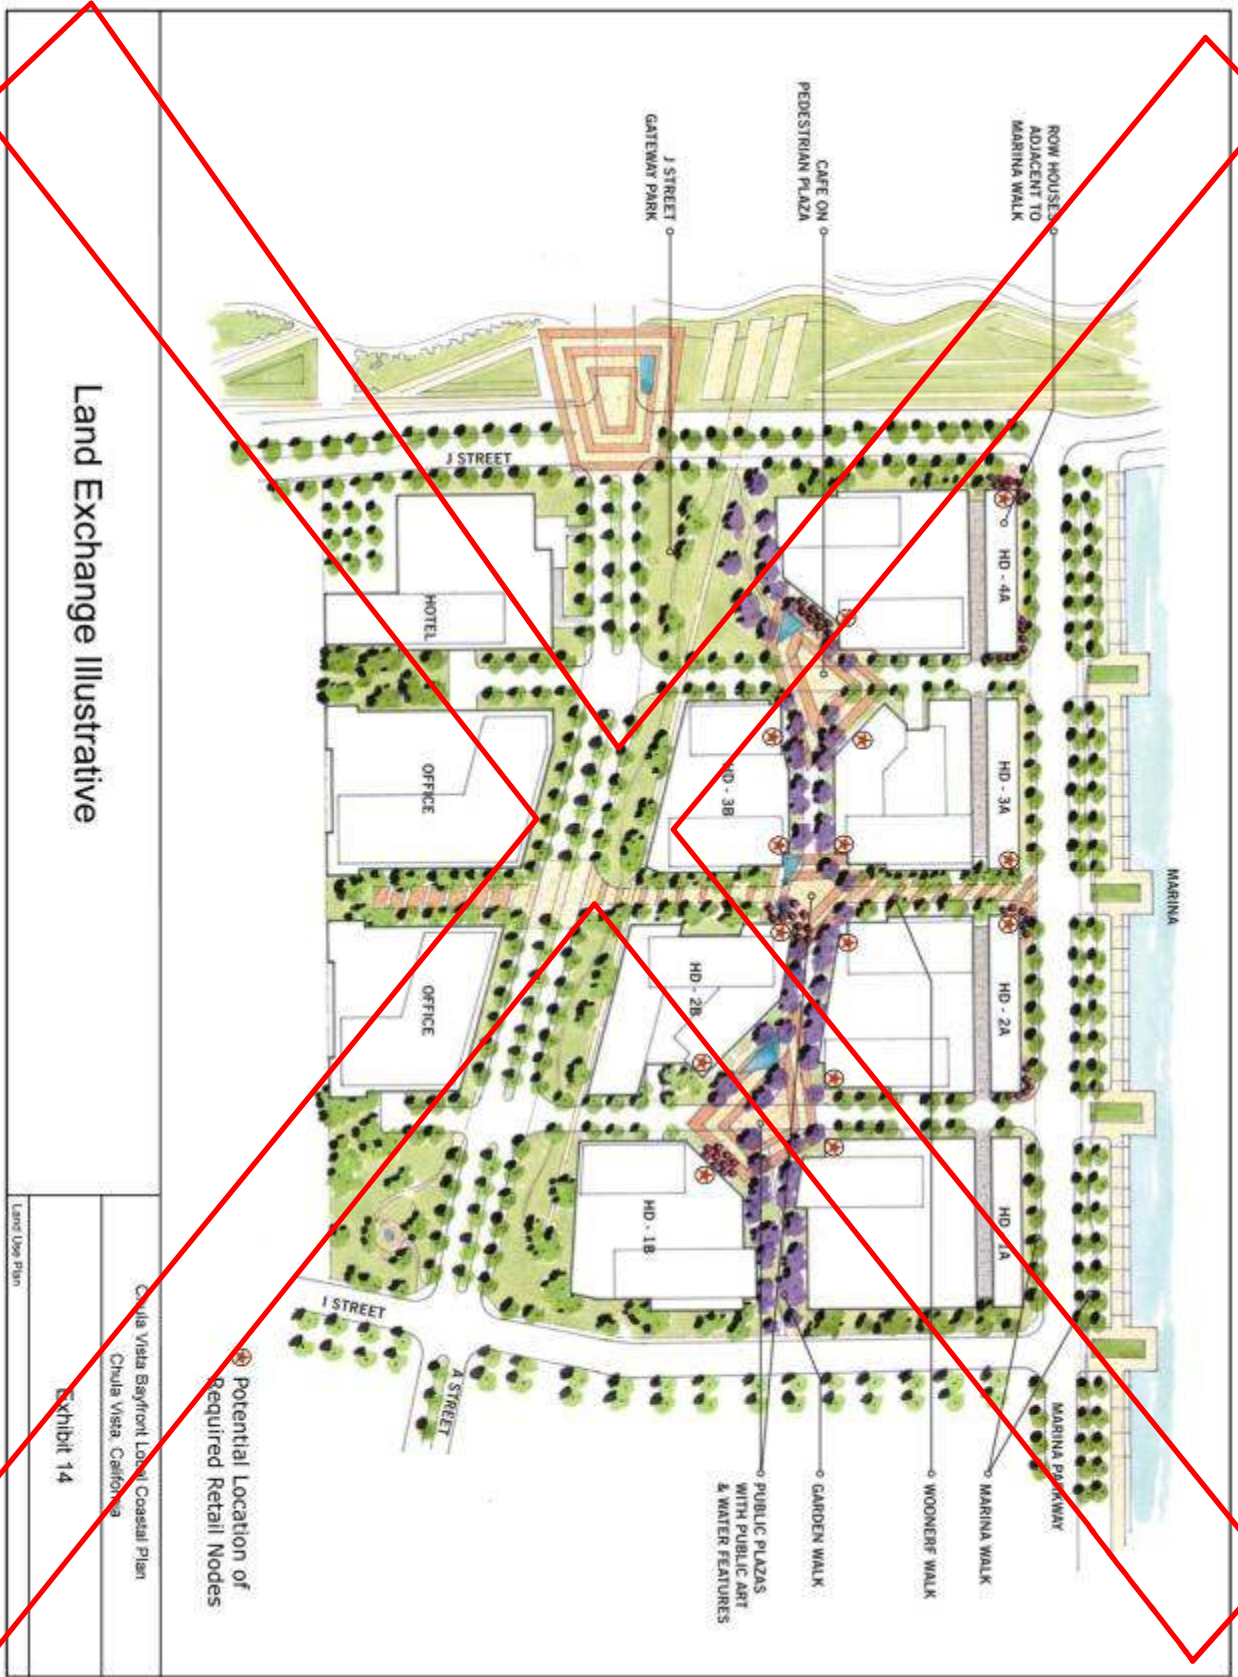 MARINA
ROW HOUSES
ADJACENT TO
MARINA WALK
CAFE ON
PEDESTRIAN PLAZA
J STREET
GATEWAY PARK
HD - 4A
HD - 3A
HD - 2A
HD - 1A
MARINA PARKWAY
MARINA WALK
WOONERF WALK
GARDEN WALK
PUBLIC PLAZAS
WITH PUBLIC ART
& WATER FEATURES
HD - 3B
HD - 2B
HD - 1B
J STREET
HOTEL
OFFICE
OFFICE
I STREET
A STREET
Potential Location of
Required Retail Nodes
Land Exchange Illustrative
Chula Vista Bayfront Local Coastal Plan
Chula Vista, California
Exhibit 14
Land Use Plan